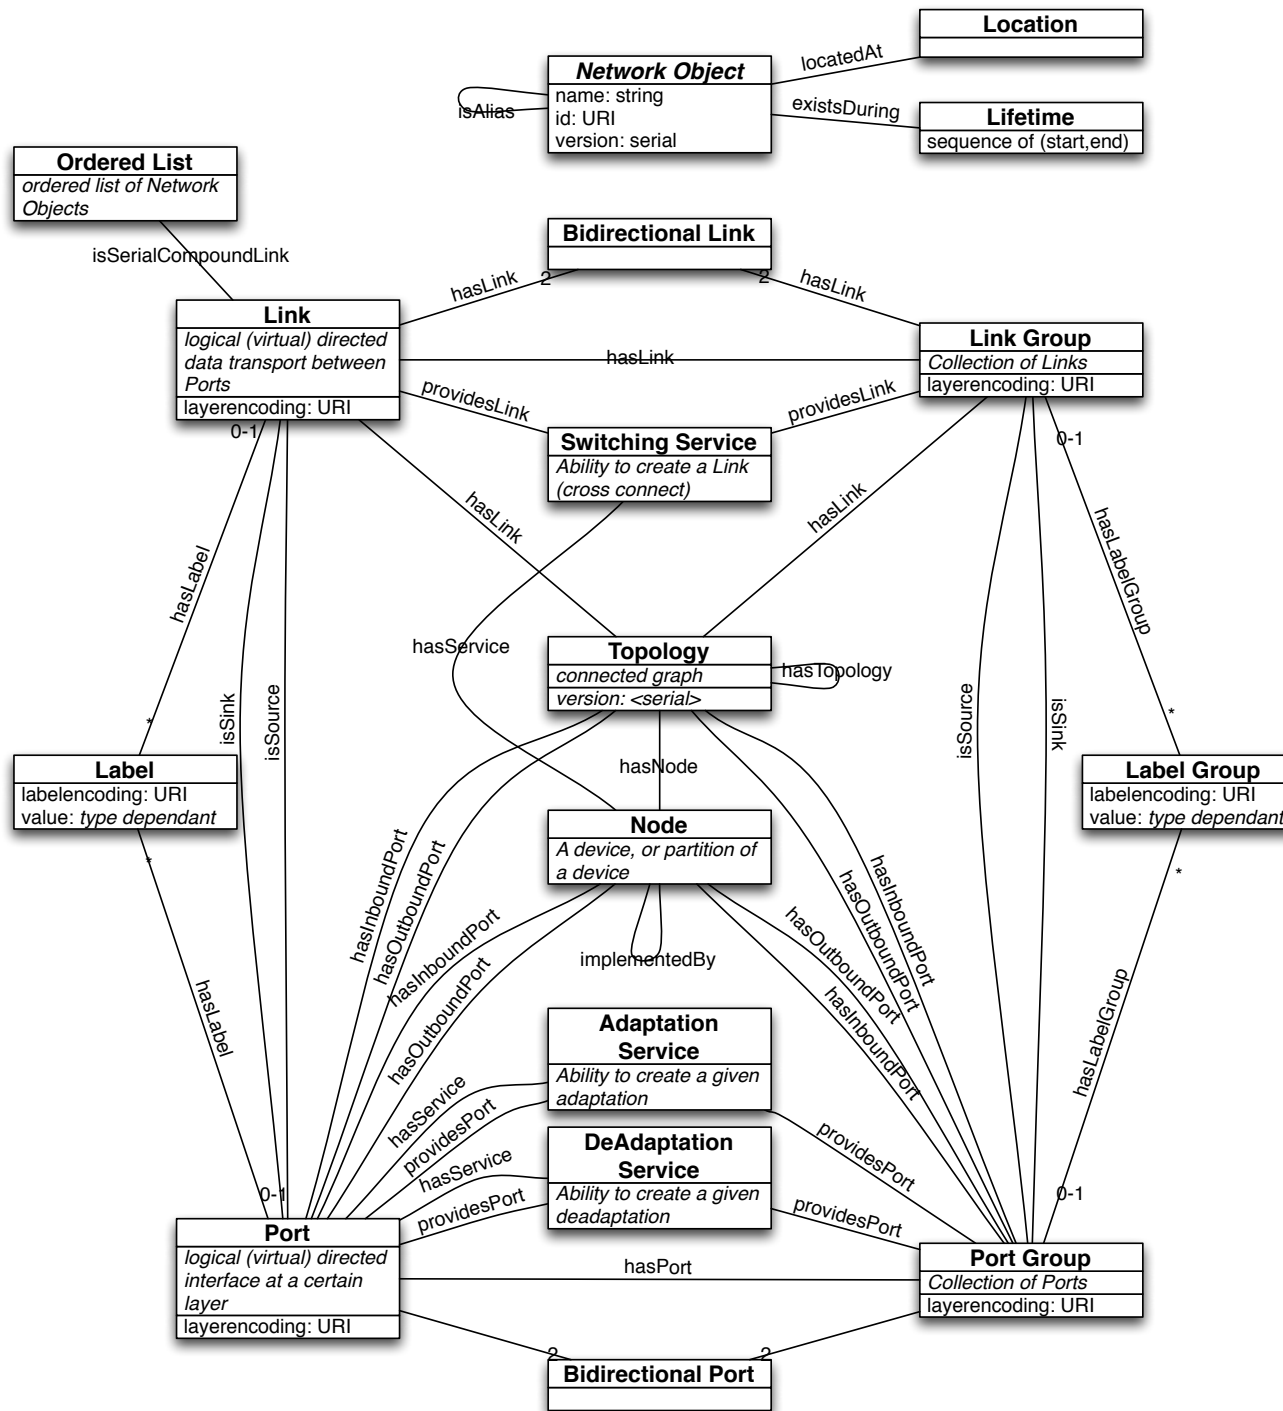 Location
locatedAt
Network Object
name: string
id: URI
version: serial
isAlias
existsDuring
Lifetime
sequence of (start,end)
Ordered List
ordered list of Network
Objects
isSerialCompoundLink
Bidirectional Link
hasLink
2
2
hasLink
Link
logical (virtual) directed
data transport between
Ports
layerencoding: URI
hasLink
Link Group
Collection of Links
layerencoding: URI
providesLink
providesLink
0-1
0-1
Switching Service
Ability to create a Link
(cross connect)
hasLink
hasLink
hasLabel
hasLabelGroup
hasService
Topology
connected graph
version: <serial>
hasTopology
isSink
isSource
isSource
isSink
*
*
hasNode
Label
labelencoding: URI
value: type dependant
Label Group
labelencoding: URI
value: type dependant
Node
A device, or partition of
a device
*
*
hasInboundPort
hasOutboundPort
hasInboundPort
hasOutboundPort
implementedBy
hasOutboundPort
hasInboundPort
hasOutboundPort
hasInboundPort
hasLabel
hasLabelGroup
Adaptation
Service
Ability to create a given
adaptation
hasService
providesPort
providesPort
DeAdaptation
Service
Ability to create a given
deadaptation
hasService
providesPort
providesPort
0-1
0-1
Port
logical (virtual) directed
interface at a certain
layer
layerencoding: URI
hasPort
Port Group
Collection of Ports
layerencoding: URI
2
2
Bidirectional Port